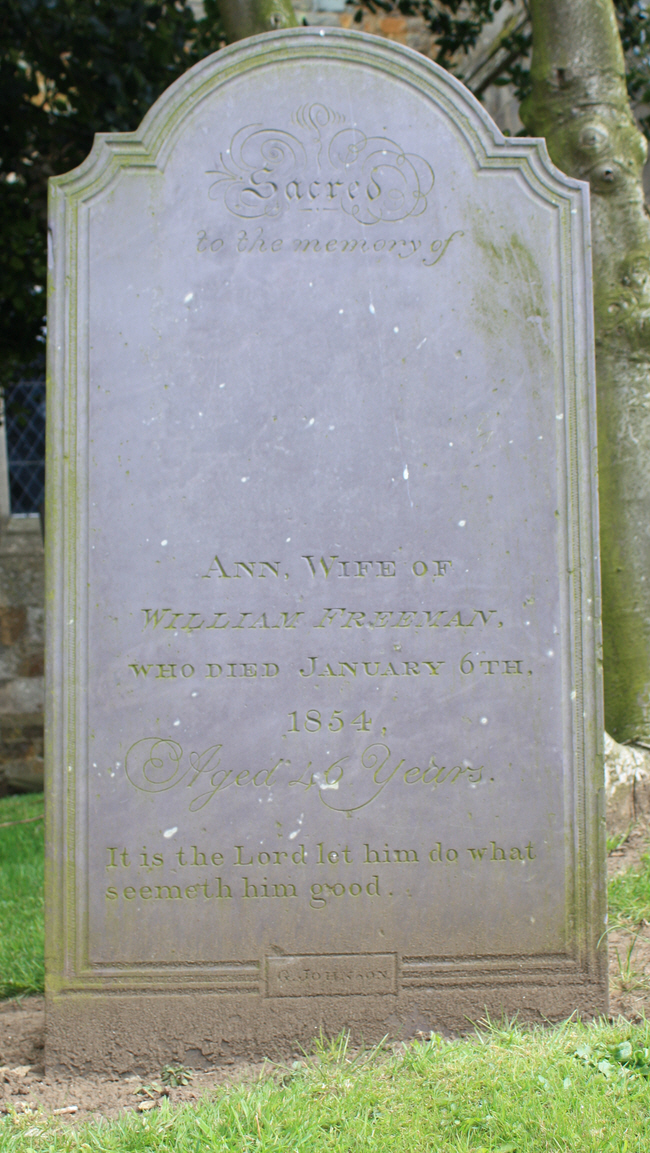 Sacred
to the memory of
ANN, WIFE OF
WILLIAM FREEMAN,
WHO DIED JANUARY 6TH,
1854,
Aged 46 Years.
It is the Lord let him do what
seemeth him good.
G. JOHNSON